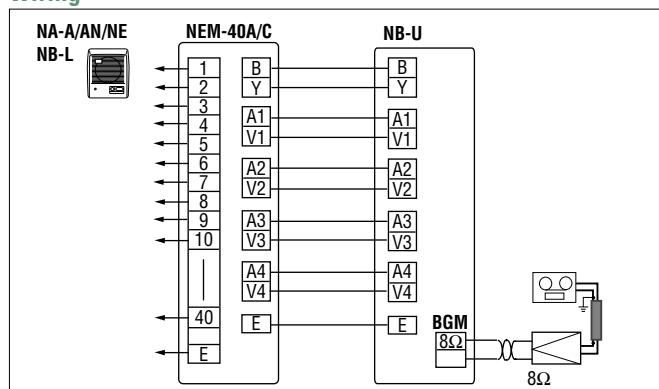 Wiring
NA-A/AN/NE
NB-L
NEM-40A/C
1
2
3
4
5
6
7
8
9
10
40
E
B
Y
A1
V1
A2
V2
A3
V3
A4
V4
E
NB-U
B
Y
A1
V1
A2
V2
A3
V3
A4
V4
E
BGM
8Ω
8Ω